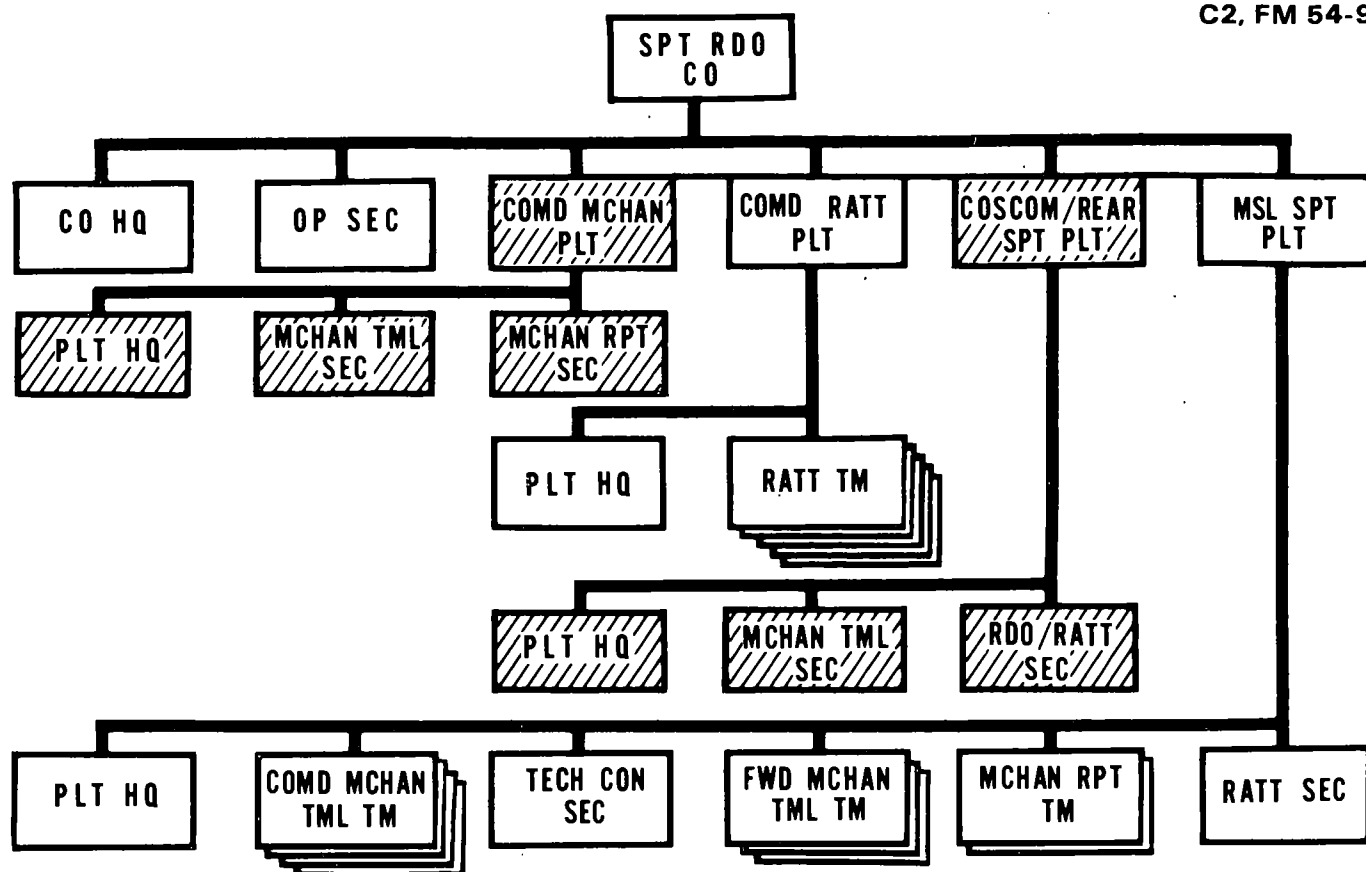 C2, FM 54-9
SPT RDO
CO
CO HQ
OP SEC
COMD MCHAN
PLT
COMD RATT
PLT
COSCOM/REAR
SPT PLT
MSL SPT
PLT
PLT HQ
MCHAN TML
SEC
MCHAN RPT
SEC
PLT HQ
RATT TM
PLT HQ
MCHAN TML
SEC
RDO/RATT
SEC
PLT HQ
COMD MCHAN
TML TM
TECH CON
SEC
FWD MCHAN
TML TM
MCHAN RPT
TM
RATT SEC